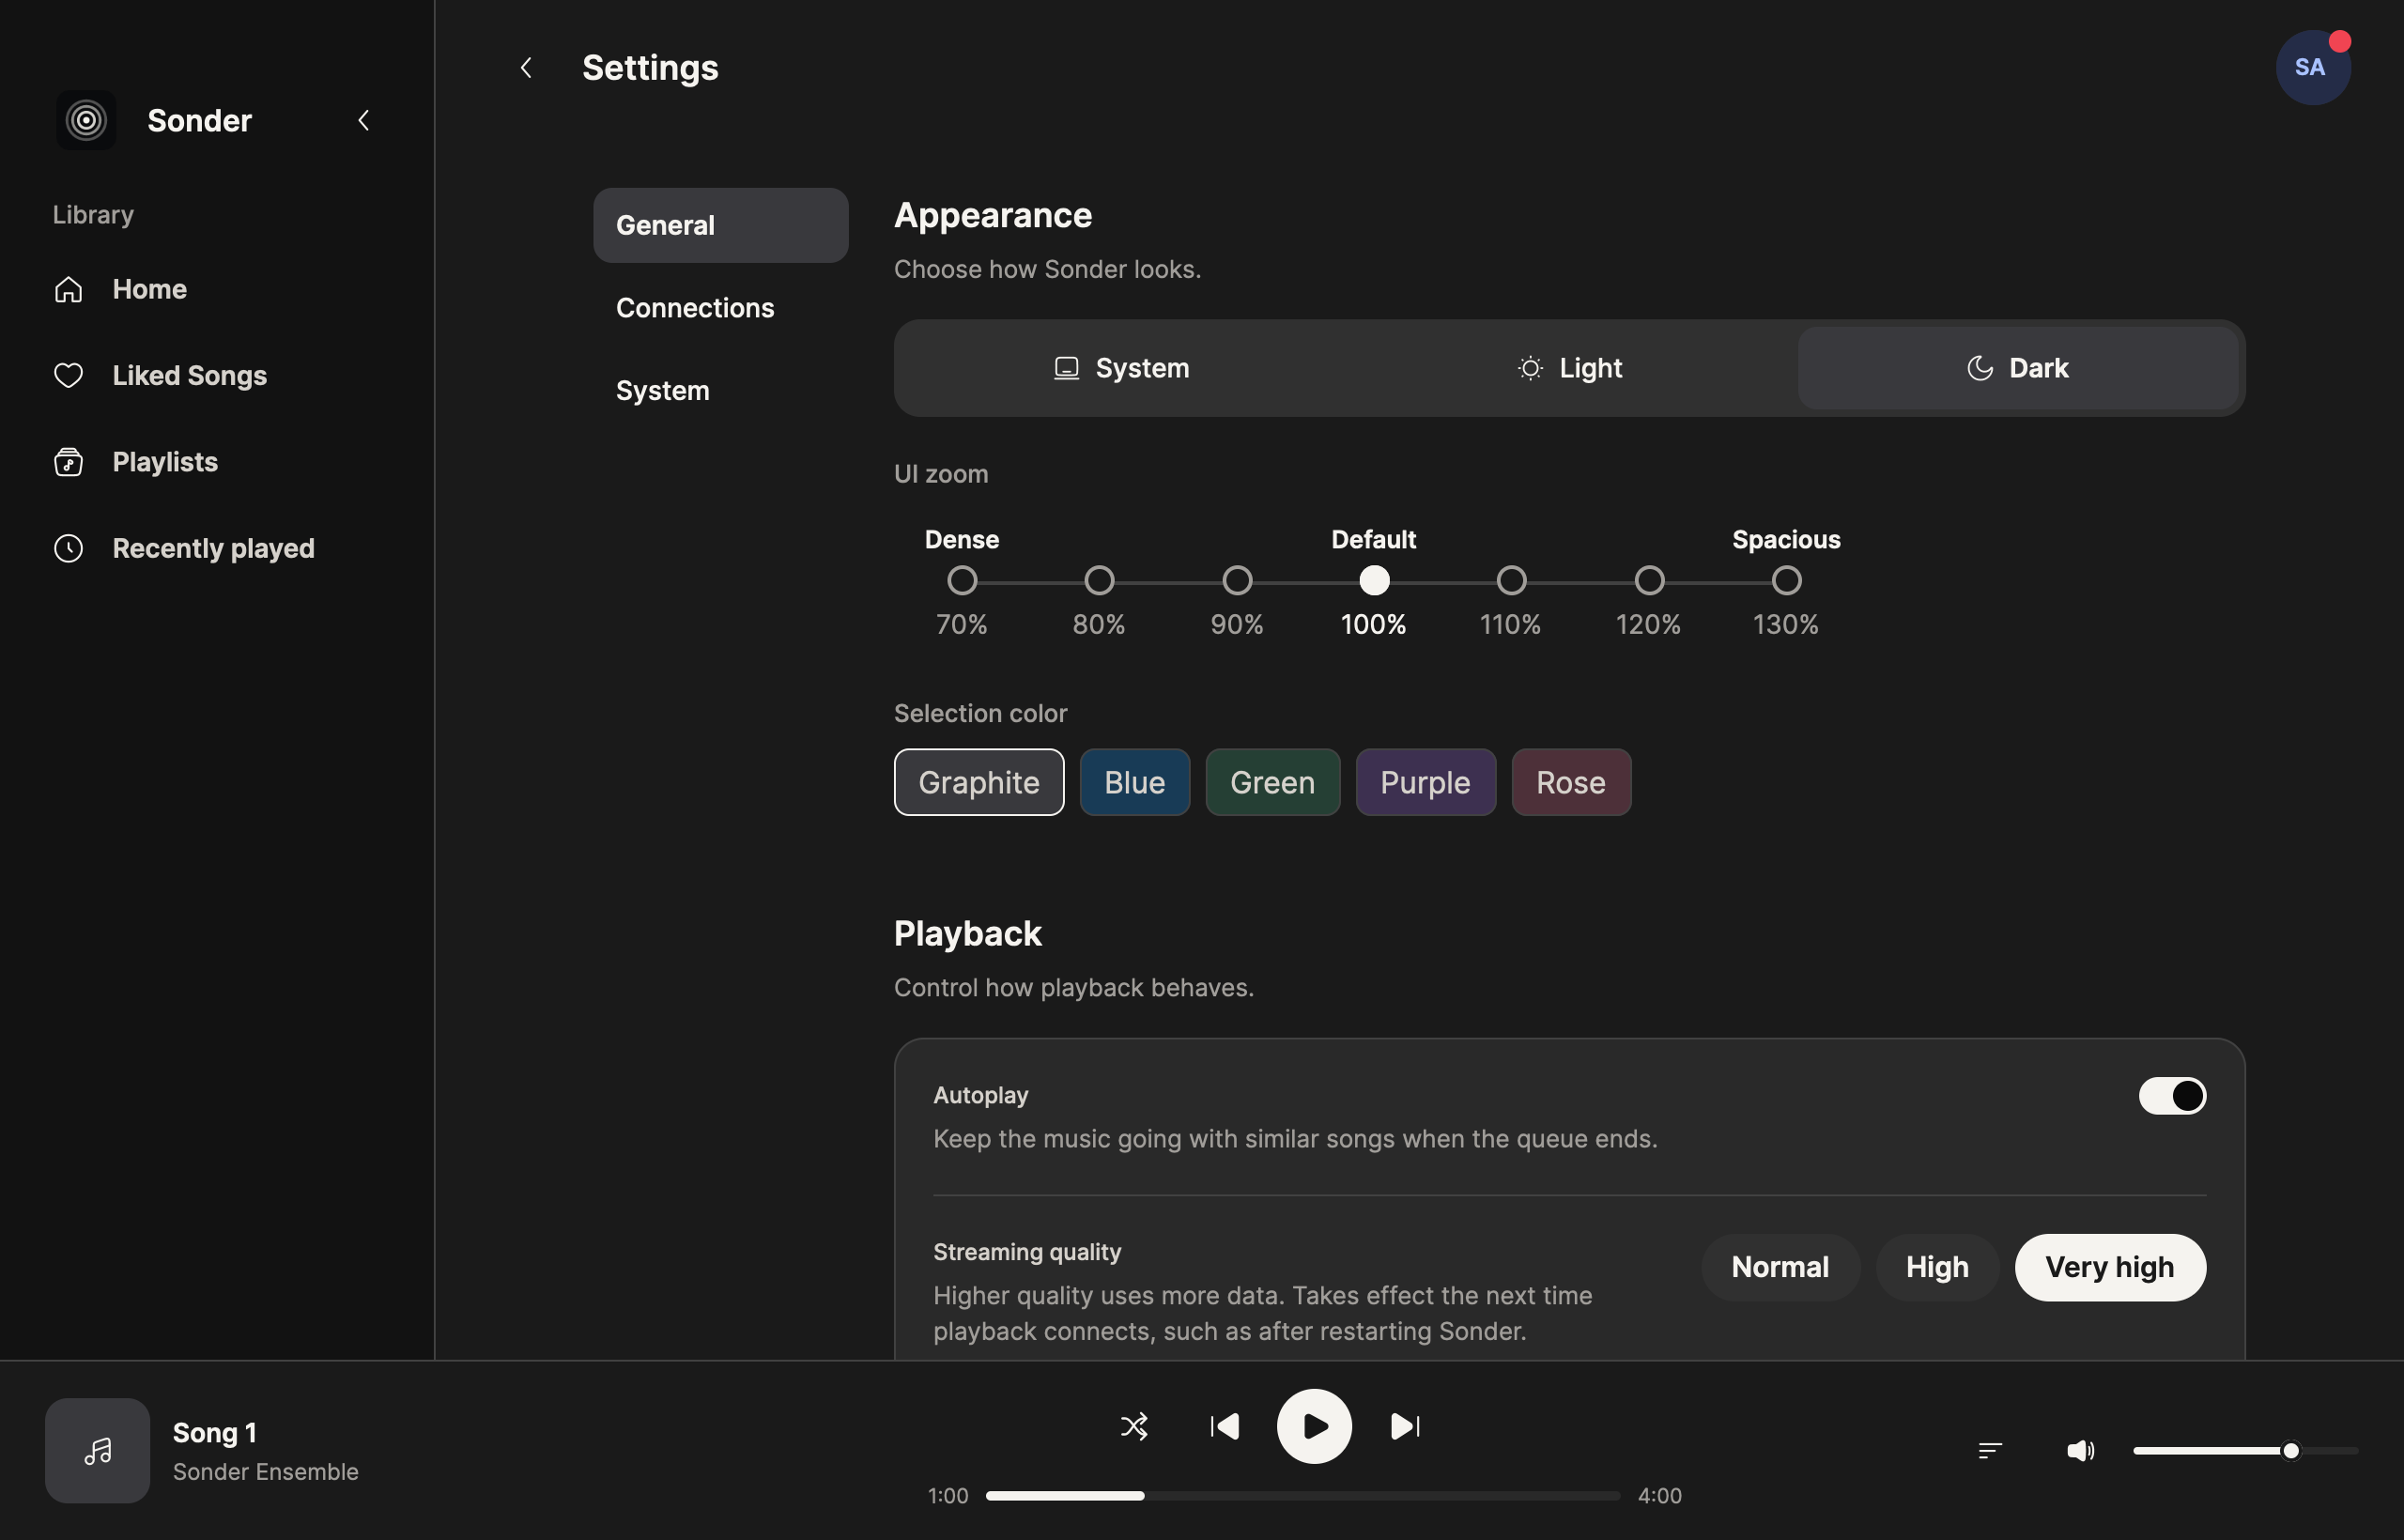 Sonder
Library
Home
Liked Songs
Playlists
Recently played
Settings
SA
General
Connections
System
Appearance
Choose how Sonder looks.
System
Light
Dark
UI zoom
Dense
Default
Spacious
70%
80%
90%
100%
110%
120%
130%
Selection color
Graphite
Blue
Green
Purple
Rose
Playback
Control how playback behaves.
Autoplay
Keep the music going with similar songs when the queue ends.
Streaming quality
Higher quality uses more data. Takes effect the next time
playback connects, such as after restarting Sonder.
Normal
High
Very high
Song 1
Sonder Ensemble
1:00
4:00